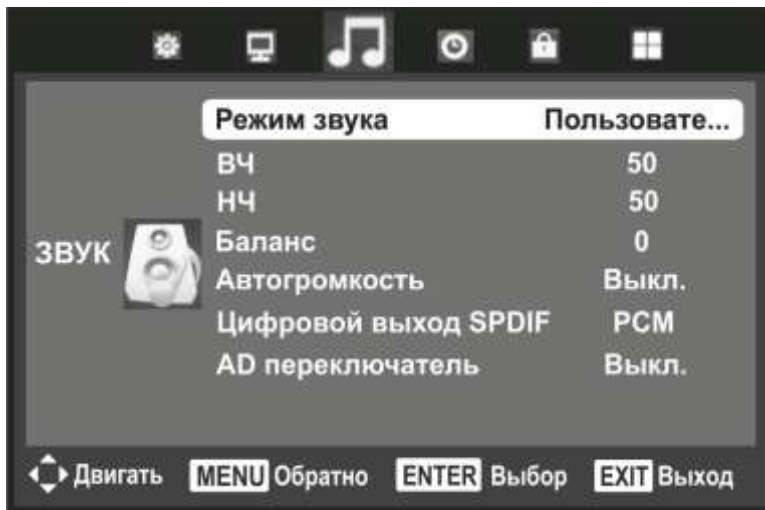 Режим звука Пользовате...
ВЧ 50
НЧ 50
ЗВУК
Баланс 0
Автогромкость Выкл.
Цифровой выход SPDIF PCM
AD переключатель Выкл.
Двигать MENU Обратно ENTER Выбор EXIT Выход